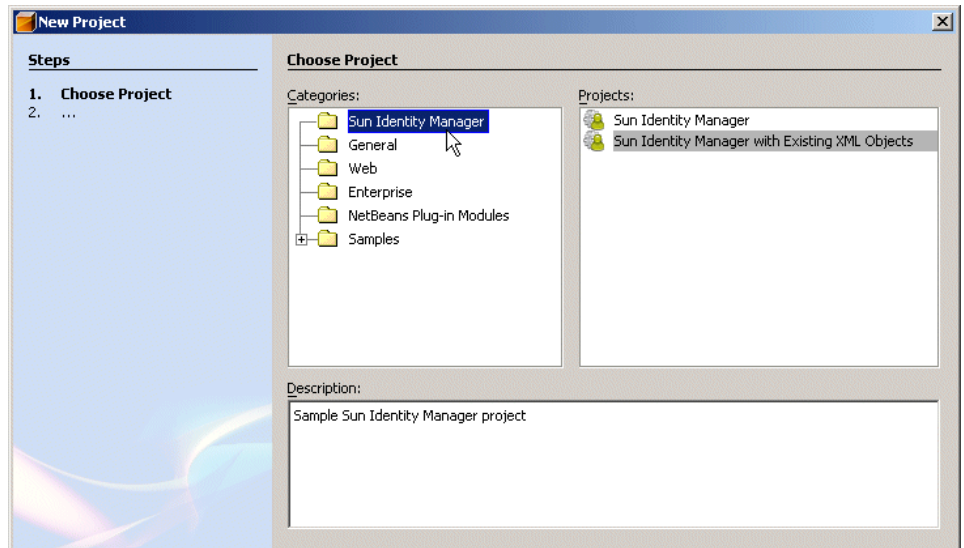 New Project
Steps
1. Choose Project
2. ...
Choose Project
Categories:
Sun Identity Manager
General
Web
Enterprise
NetBeans Plug-in Modules
Samples
Projects:
Sun Identity Manager
Sun Identity Manager with Existing XML Objects
Description:
Sample Sun Identity Manager project